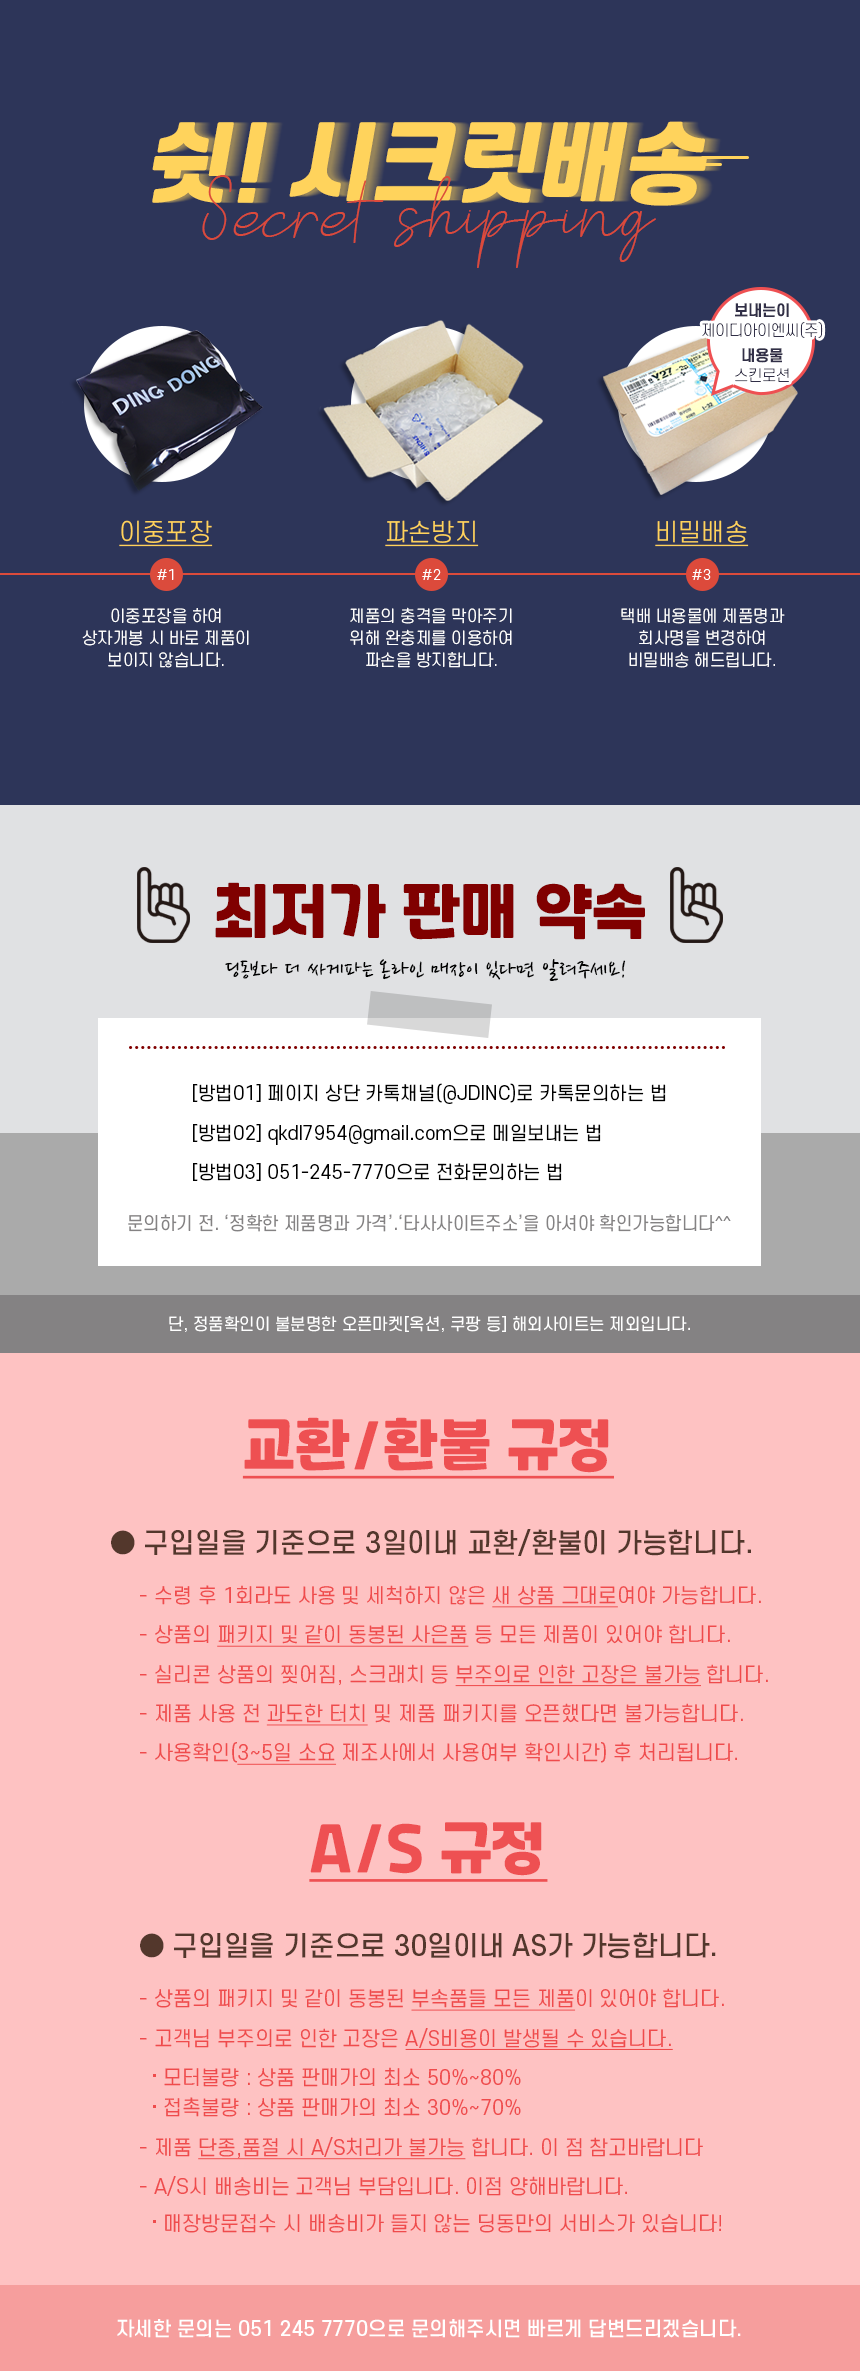 쉿! 시크릿배송
Secret shipping
보내는이
제이디아이엔씨(주)
내용물
스킨로션
DING DONG
Y27
1-32
이중포장
파손방지
비밀배송
#1
#2
#3
이중포장을 하여
상자개봉 시 바로 제품이
보이지 않습니다.
제품의 충격을 막아주기
위해 완충제를 이용하여
파손을 방지합니다.
택배 내용물에 제품명과
회사명을 변경하여
비밀배송 해드립니다.
최저가 판매 약속
딩동보다 더 싸게파는 온라인 매장이 있다면 알려주세요!
[방법01] 페이지 상단 카톡채널(@JDINC)로 카톡문의하는 법
[방법02] qkdl7954@gmail.com으로 메일보내는 법
[방법03] 051-245-7770으로 전화문의하는 법
문의하기 전. ‘정확한 제품명과 가격’.‘타사사이트주소’을 아셔야 확인가능합니다^^
단, 정품확인이 불분명한 오픈마켓[옥션, 쿠팡 등] 해외사이트는 제외입니다.
교환/환불 규정
● 구입일을 기준으로 3일이내 교환/환불이 가능합니다.
- 수령 후 1회라도 사용 및 세척하지 않은 새 상품 그대로여야 가능합니다.
- 상품의 패키지 및 같이 동봉된 사은품 등 모든 제품이 있어야 합니다.
- 실리콘 상품의 찢어짐, 스크래치 등 부주의로 인한 고장은 불가능 합니다.
- 제품 사용 전 과도한 터치 및 제품 패키지를 오픈했다면 불가능합니다.
- 사용확인(3~5일 소요 제조사에서 사용여부 확인시간) 후 처리됩니다.
A/S 규정
● 구입일을 기준으로 30일이내 AS가 가능합니다.
- 상품의 패키지 및 같이 동봉된 부속품들 모든 제품이 있어야 합니다.
- 고객님 부주의로 인한 고장은 A/S비용이 발생될 수 있습니다.
· 모터불량 : 상품 판매가의 최소 50%~80%
· 접촉불량 : 상품 판매가의 최소 30%~70%
- 제품 단종,품절 시 A/S처리가 불가능 합니다. 이 점 참고바랍니다
- A/S시 배송비는 고객님 부담입니다. 이점 양해바랍니다.
· 매장방문접수 시 배송비가 들지 않는 딩동만의 서비스가 있습니다!
자세한 문의는 051 245 7770으로 문의해주시면 빠르게 답변드리겠습니다.